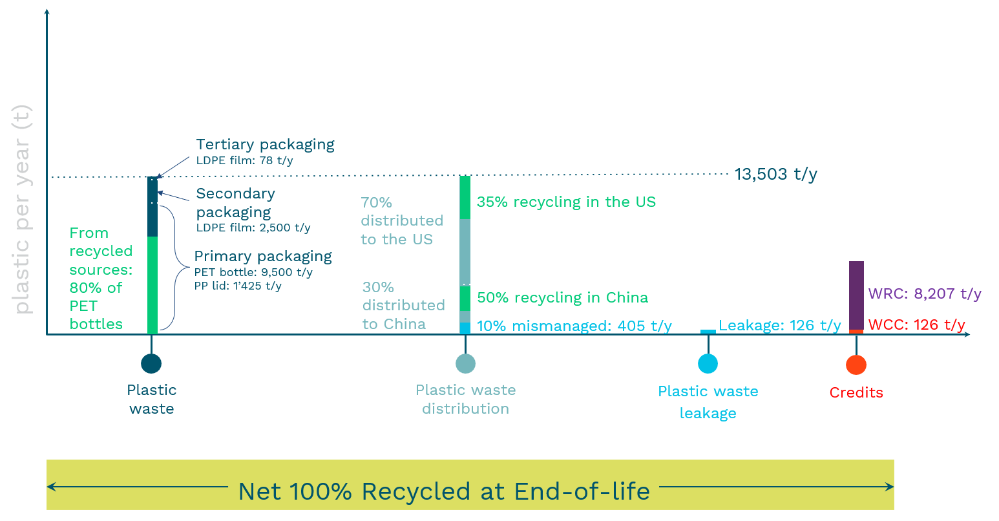 plastic per year (t)
Tertiary packaging
LDPE film: 78 t/y
13,503 t/y
Secondary
packaging
LDPE film: 2,500 t/y
From
recycled
sources:
80% of
PET
bottles
Primary packaging
PET bottle: 9,500 t/y
PP lid: 1’425 t/y
70%
distributed
to the US
35% recycling in the US
30%
distributed
to China
50% recycling in China
10% mismanaged: 405 t/y
Leakage: 126 t/y
WRC: 8,207 t/y
WCC: 126 t/y
Plastic
waste
Plastic waste
distribution
Plastic waste
leakage
Credits
Net 100% Recycled at End-of-life